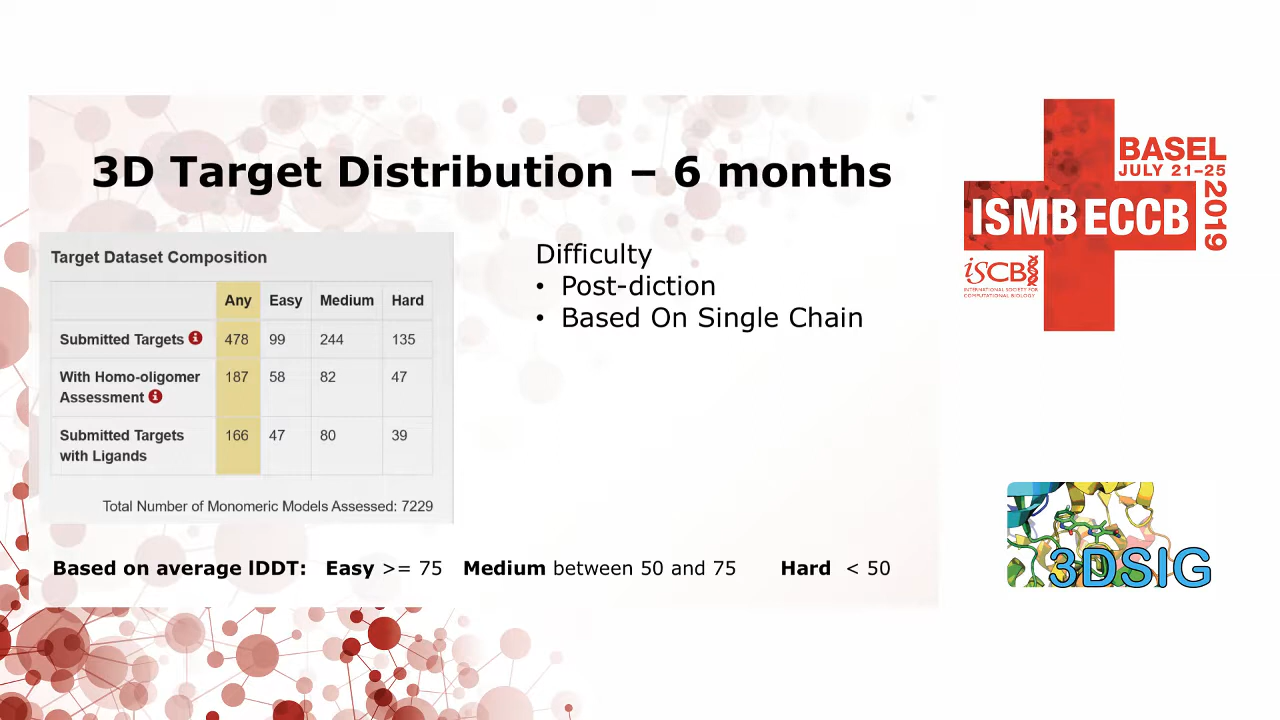 3D Target Distribution – 6 months
Target Dataset Composition
Any Easy Medium Hard
Submitted Targets 478 99 244 135
With Homo-oligomer
Assessment 187 58 82 47
Submitted Targets
with Ligands 166 47 80 39
Total Number of Monomeric Models Assessed: 7229
Difficulty
• Post-diction
• Based On Single Chain
Based on average lDDT: Easy >= 75 Medium between 50 and 75 Hard < 50
BASEL
JULY 21–25
2019
ISMB ECCB
iSCB
INTERNATIONAL SOCIETY FOR
COMPUTATIONAL BIOLOGY
3DSIG